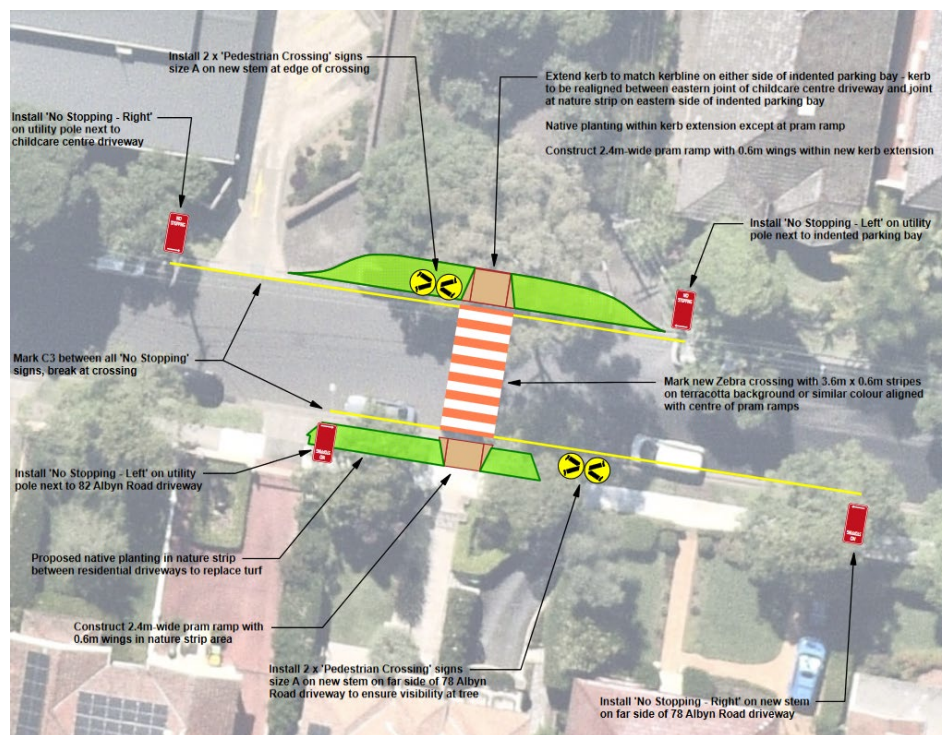 Install 2 x 'Pedestrian Crossing' signs
size A on new stem at edge of crossing
Extend kerb to match kerbline on either side of indented parking bay - kerb
to be realigned between eastern joint of childcare centre driveway and joint
at nature strip on eastern side of indented parking bay
Native planting within kerb extension except at pram ramp
Construct 2.4m-wide pram ramp with 0.6m wings within new kerb extension
Install 'No Stopping - Right'
on utility pole next to
childcare centre driveway
NO
STOPPING
Install 'No Stopping - Left' on utility
pole next to indented parking bay
NO
STOPPING
Mark C3 between all 'No Stopping'
signs, break at crossing
Mark new Zebra crossing with 3.6m x 0.6m stripes
on terracotta background or similar colour aligned
with centre of pram ramps
NO
STOPPING
Install 'No Stopping - Left' on utility
pole next to 82 Albyn Road driveway
NO
STOPPING
Proposed native planting in nature strip
between residential driveways to replace turf
Construct 2.4m-wide pram ramp with
0.6m wings in nature strip area
Install 2 x 'Pedestrian Crossing' signs
size A on new stem on far side of 78 Albyn
Road driveway to ensure visibility at tree
Install 'No Stopping - Right' on new stem
on far side of 78 Albyn Road driveway